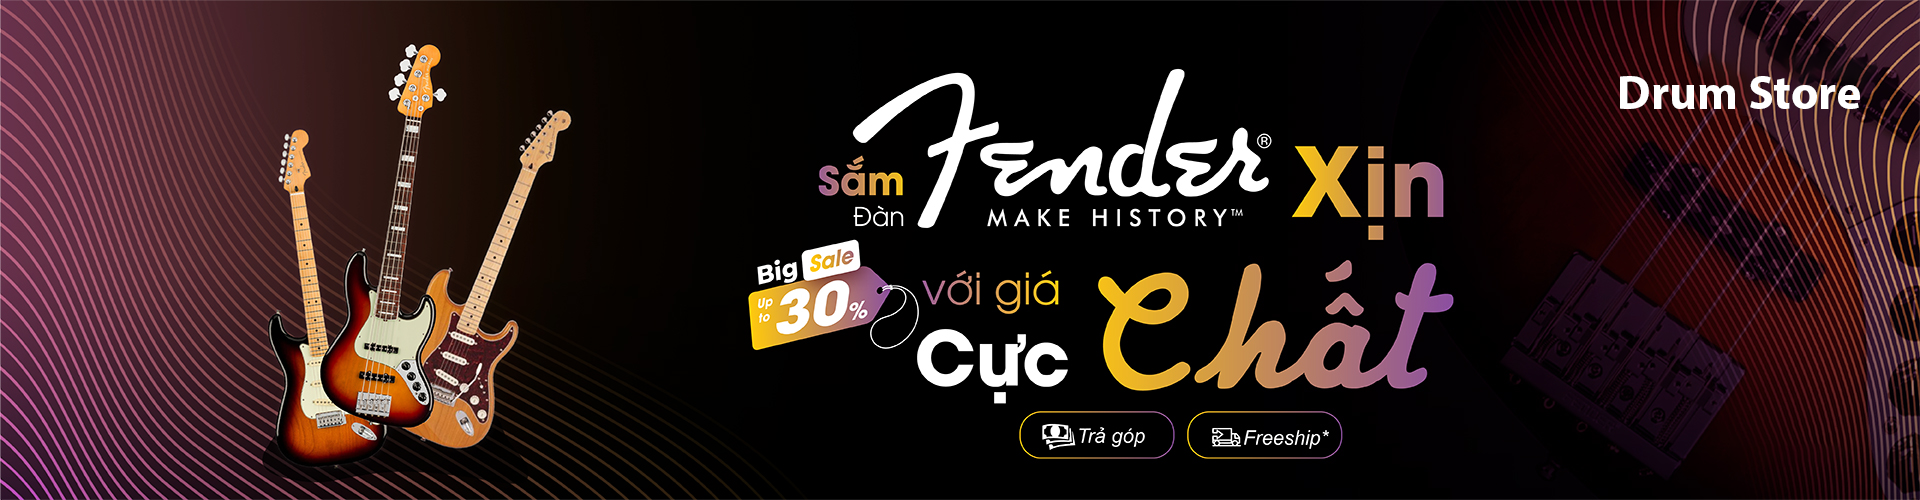 Drum Store
Sắm
Đàn
Fender®
MAKE HISTORY™
Xịn
Big Sale
Up to 30%
với giá
Cực
Chất
Trả góp
Freeship*